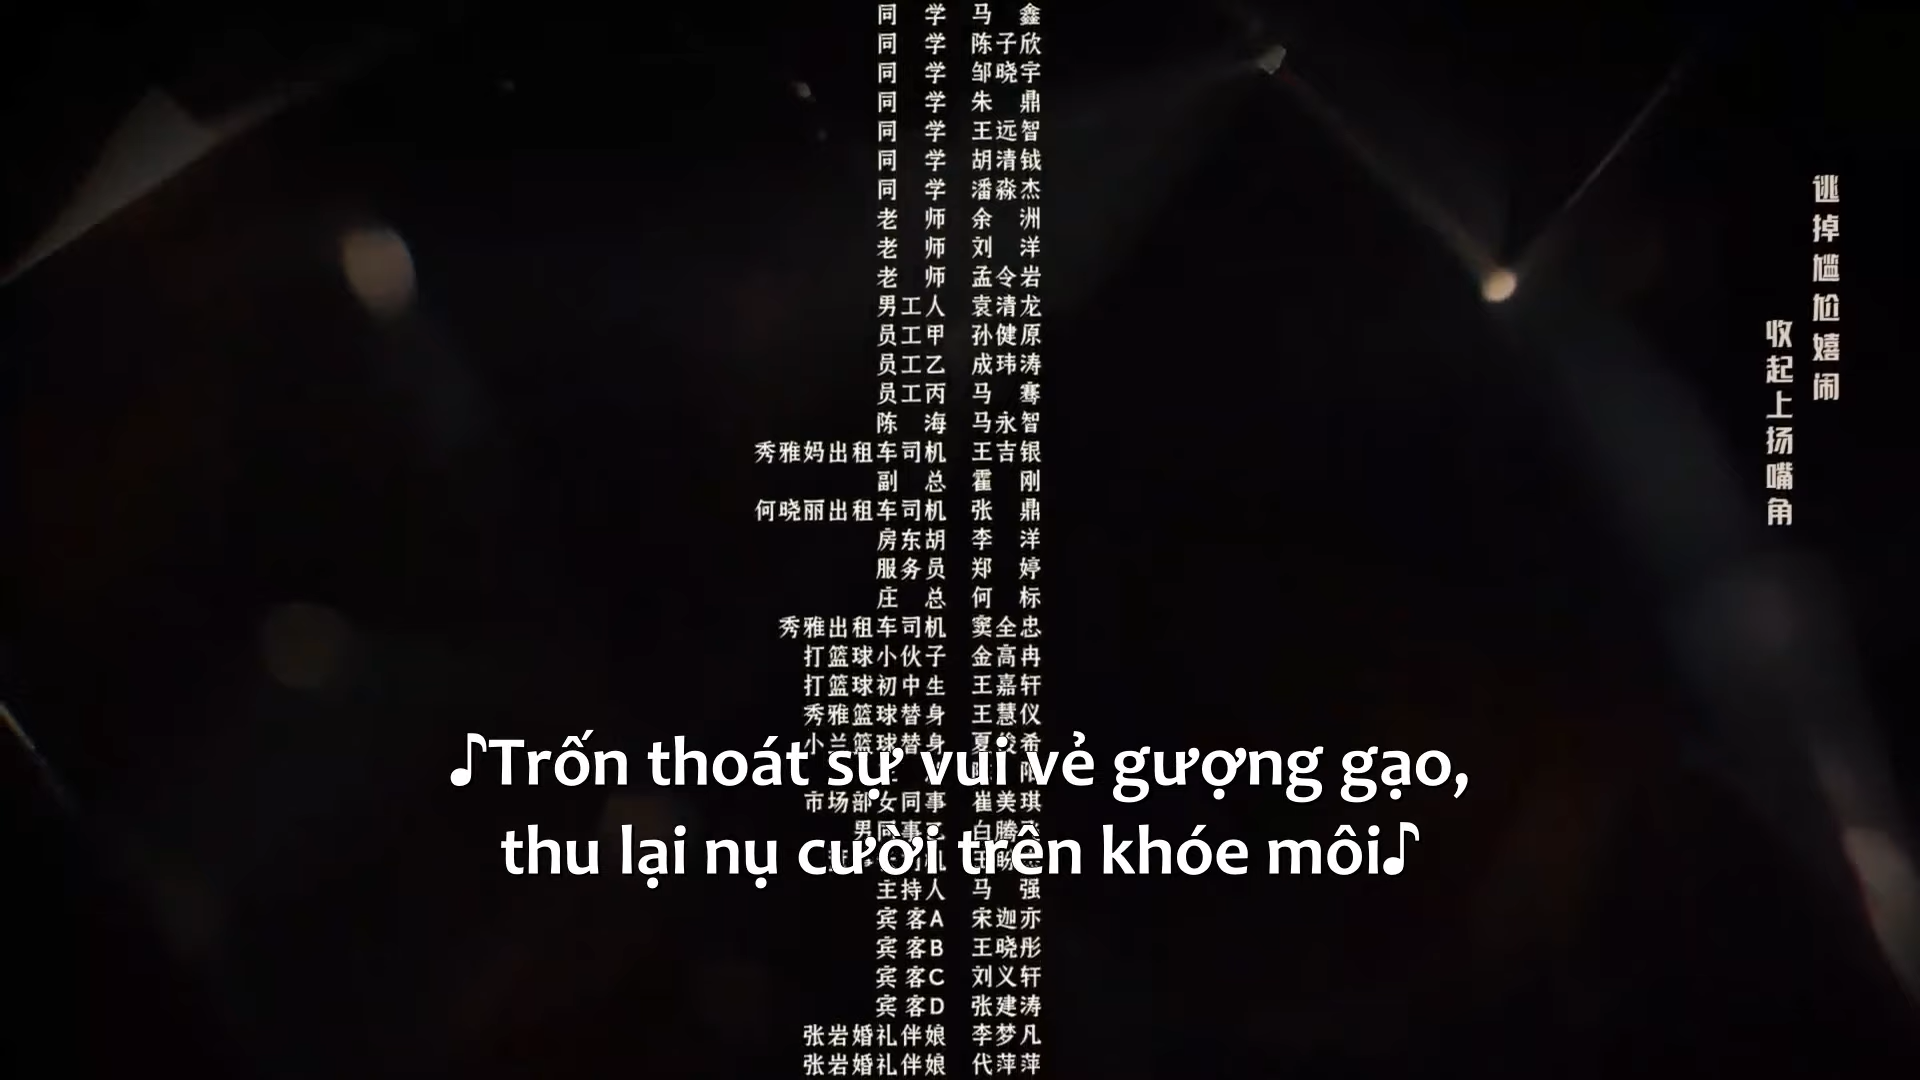 同 学 马 鑫
同 学 陈子欣
同 学 邹晓宇
同 学 朱 鼎
同 学 王远智
同 学 胡清钺
同 学 潘淼杰
老 师 余 洲
老 师 刘 洋
老 师 孟令岩
男工人 袁清龙
员工甲 孙健原
员工乙 成玮涛
员工丙 马 骞
陈 海 马永智
秀雅妈出租车司机 王吉银
副 总 霍 刚
何晓丽出租车司机 张 鼎
房东胡 李 洋
服务员 郑 婷
庄 总 何 标
秀雅出租车司机 窦全忠
打篮球小伙子 金高冉
打篮球初中生 王嘉轩
秀雅篮球替身 王慧仪
小兰篮球替身 夏俊希
♪Trốn thoát sự vui vẻ gượng gạo,
市场部女同事 崔美琪
thu lại nụ cười trên khóe môi♪
主持人 马 强
宾客A 宋迦亦
宾客B 王晓彤
宾客C 刘义轩
宾客D 张建涛
张岩婚礼伴娘 李梦凡
张岩婚礼伴娘 代萍萍
逃掉尴尬嬉闹
收起上扬嘴角